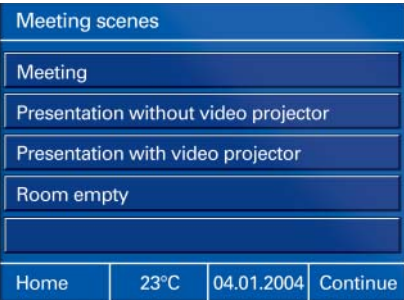 Meeting scenes
Meeting
Presentation without video projector
Presentation with video projector
Room empty
Home 23°C 04.01.2004 Continue